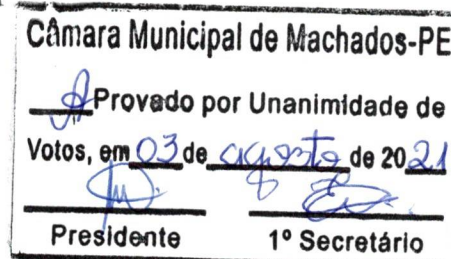 Câmara Municipal de Machados-PE
AProvado por Unanimidade de
Votos, em 03 de agosto de 2021
Presidente 1º Secretário